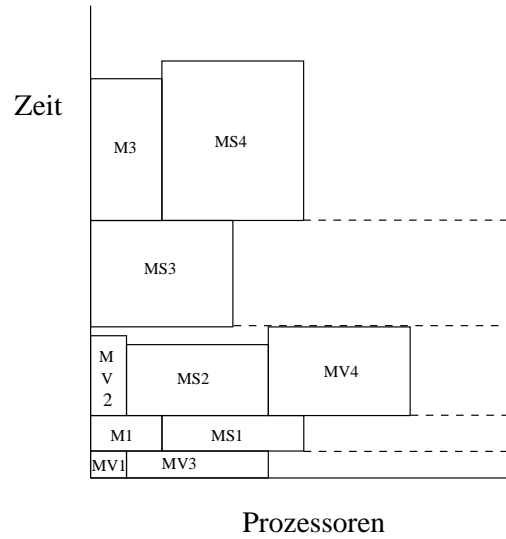 Zeit
M3
MS4
MS3
M
V
2
MS2
MV4
M1
MS1
MV1
MV3
Prozessoren